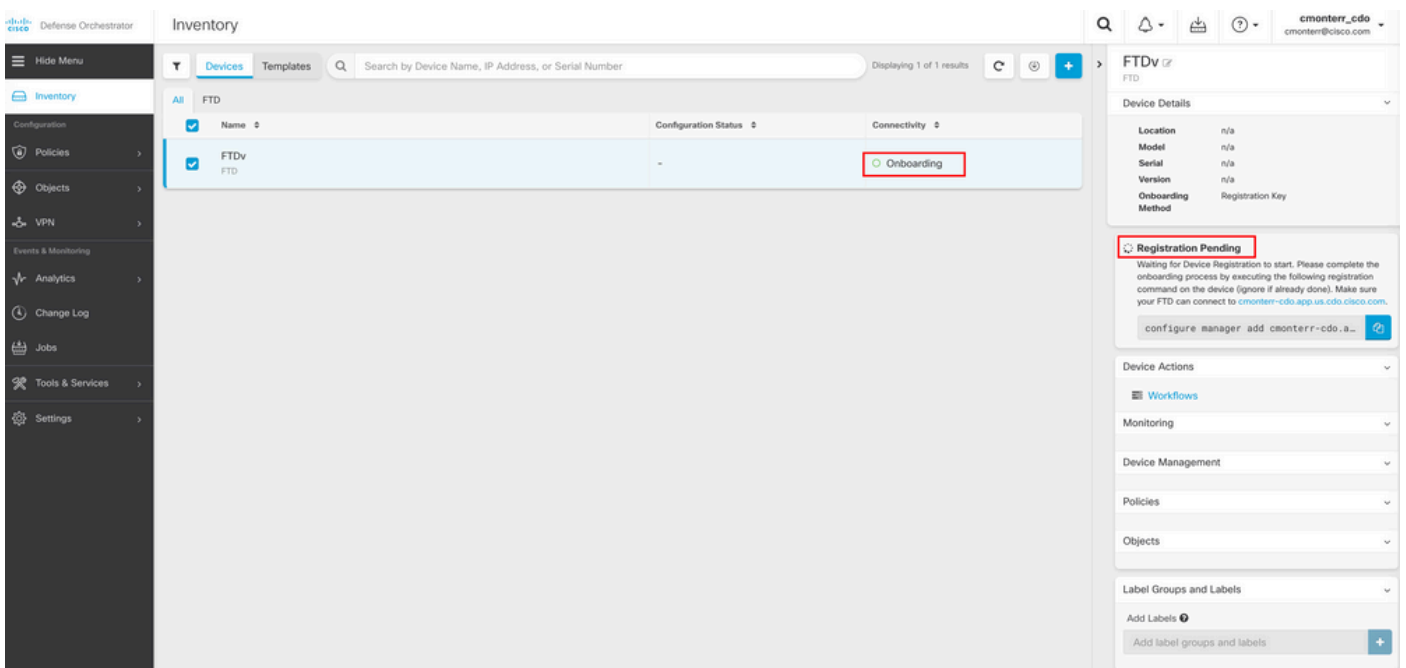 cisco Defense Orchestrator
Inventory
cmonterr_cdo
cmonterr@cisco.com
Hide Menu
Inventory
Configuration
Policies
Objects
VPN
Events & Monitoring
Analytics
Change Log
Jobs
Tools & Services
Settings
Devices Templates Search by Device Name, IP Address, or Serial Number Displaying 1 of 1 results
All FTD
Name Configuration Status Connectivity
FTDv - Onboarding
FTD
FTDv
FTD
Device Details
Location n/a
Model n/a
Serial n/a
Version n/a
Onboarding Registration Key
Method
Registration Pending
Waiting for Device Registration to start. Please complete the
onboarding process by executing the following registration
command on the device (ignore if already done). Make sure
your FTD can connect to cmonterr-cdo.app.us.cdo.cisco.com.
configure manager add cmonterr-cdo.a…
Device Actions
Workflows
Monitoring
Device Management
Policies
Objects
Label Groups and Labels
Add Labels
Add label groups and labels